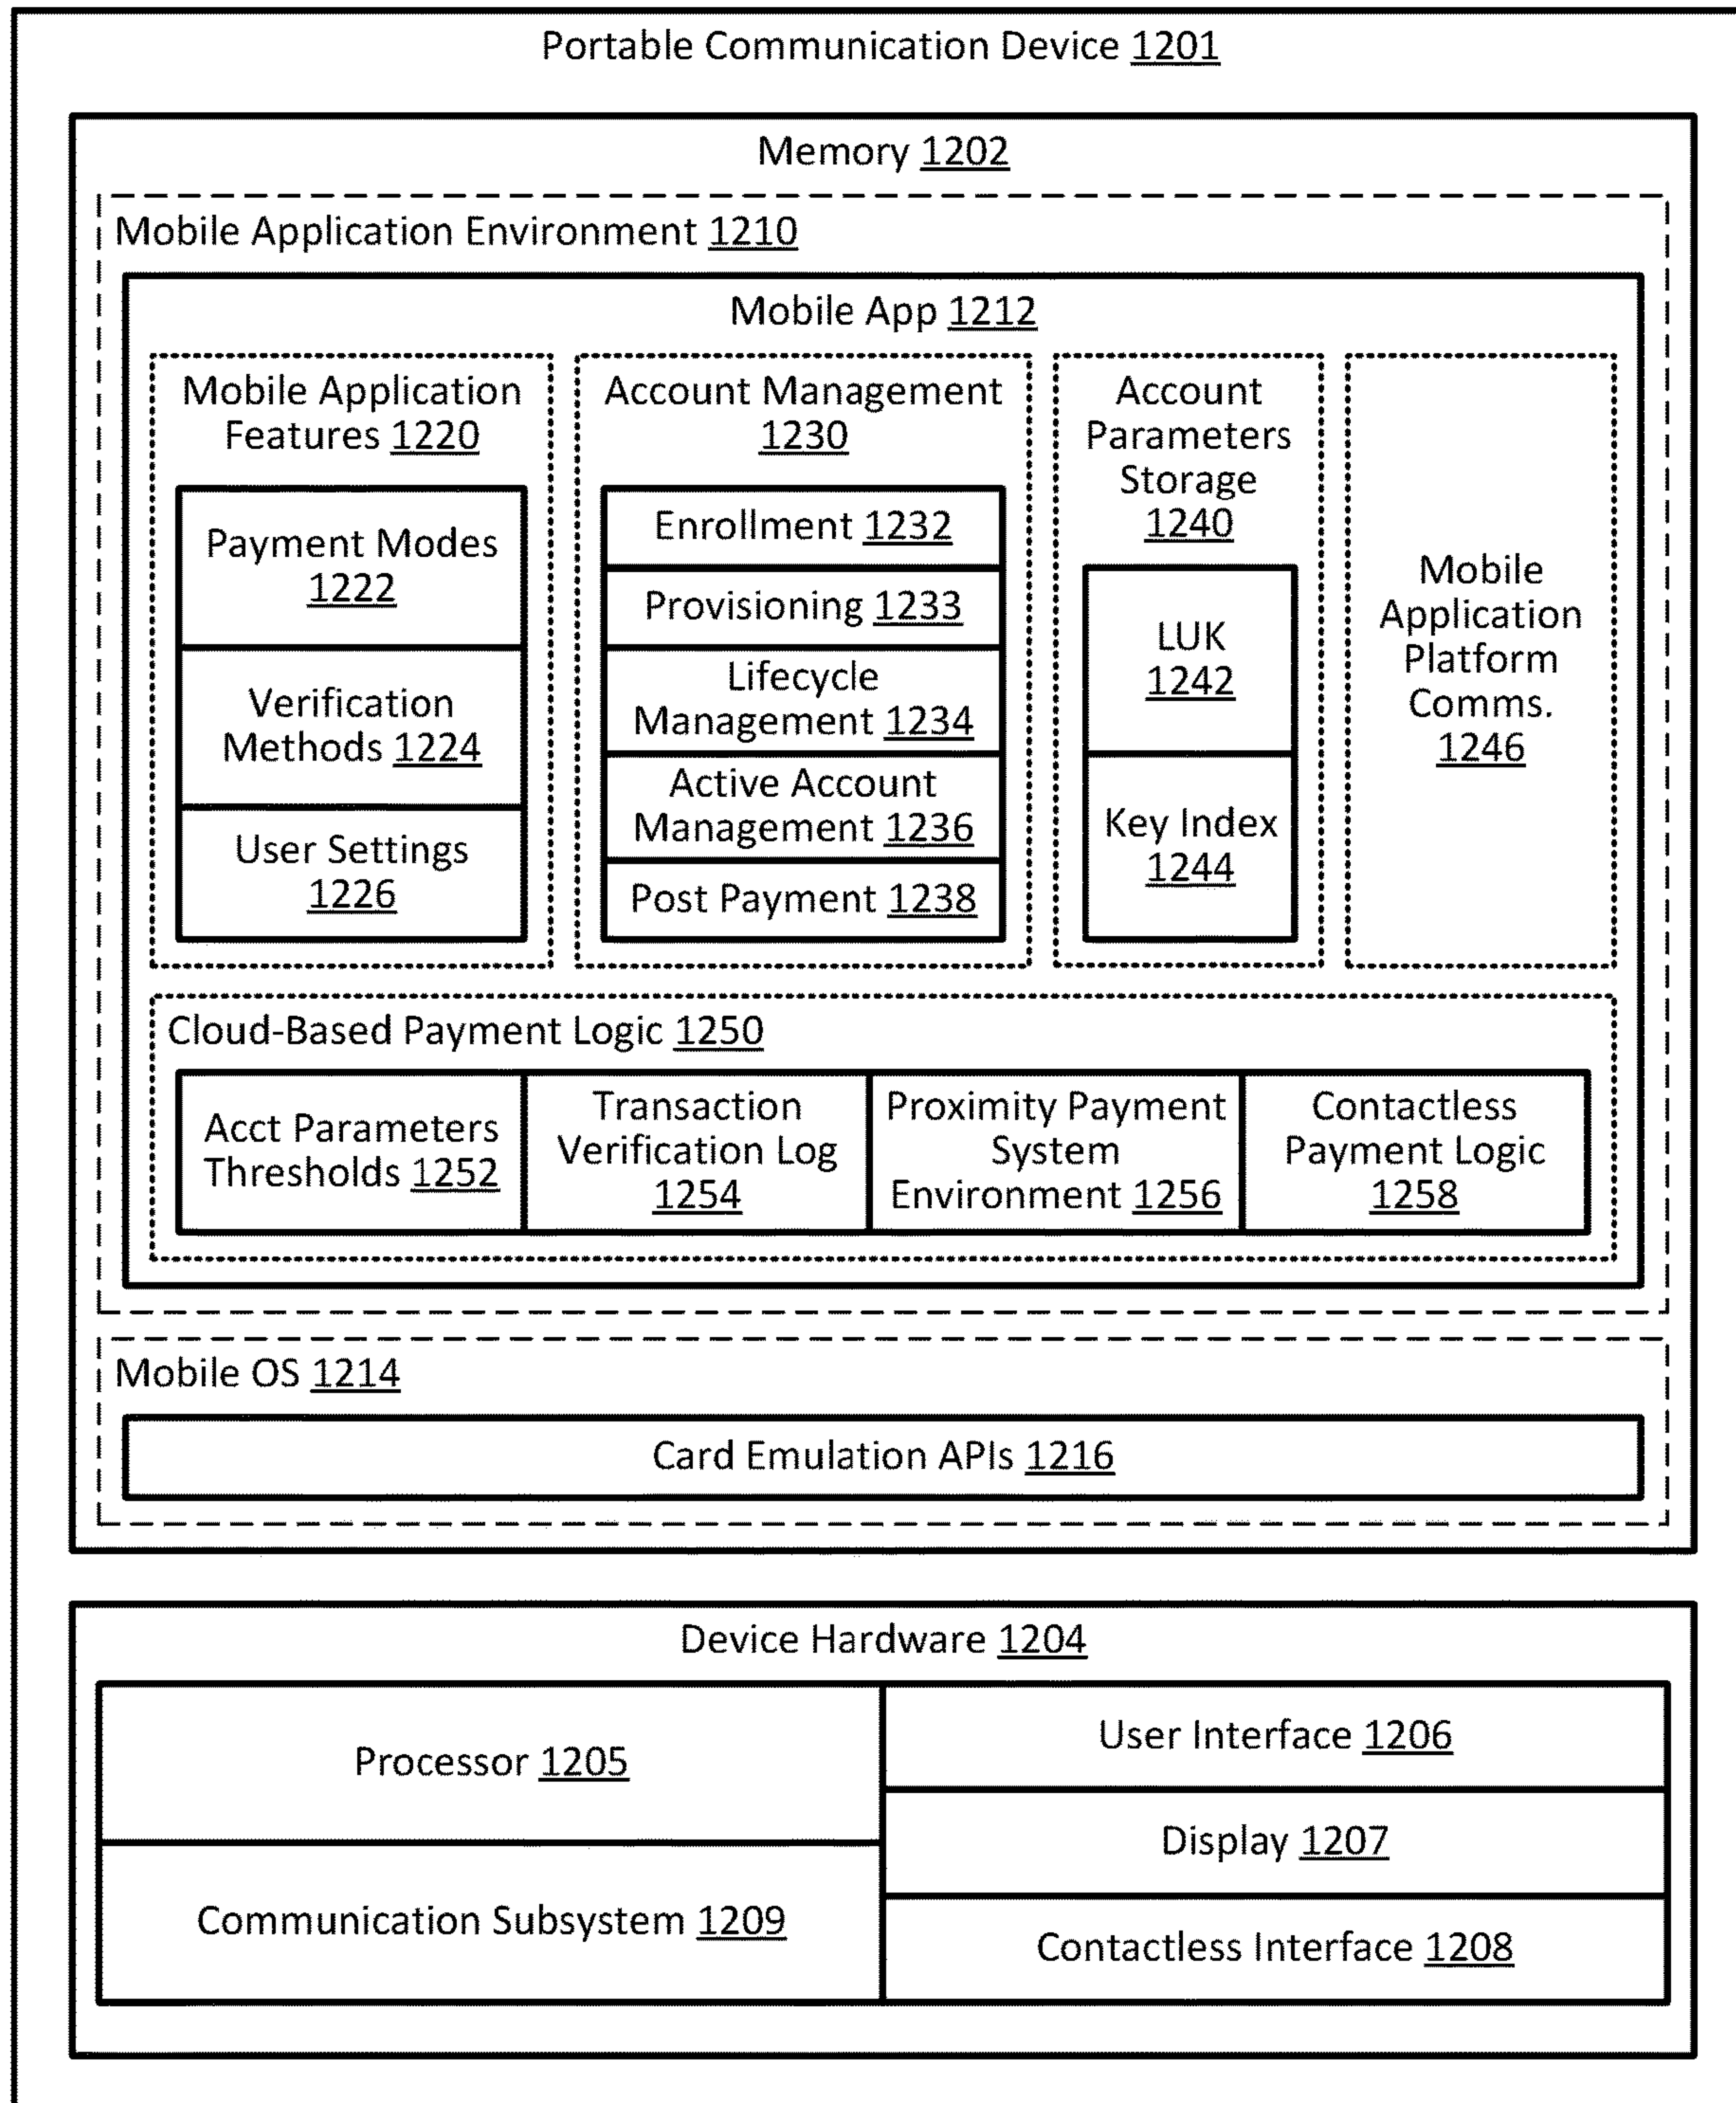 Portable Communication Device 1201
Memory 1202
Mobile Application Environment 1210
Mobile App 1212
Mobile Application
Features 1220
Payment Modes
1222
Verification
Methods 1224
User Settings
1226
Account Management
1230
Enrollment 1232
Provisioning 1233
Lifecycle
Management 1234
Active Account
Management 1236
Post Payment 1238
Account
Parameters
Storage
1240
LUK
1242
Key Index
1244
Mobile
Application
Platform
Comms.
1246
Cloud-Based Payment Logic 1250
Acct Parameters
Thresholds 1252
Transaction
Verification Log
1254
Proximity Payment
System
Environment 1256
Contactless
Payment Logic
1258
Mobile OS 1214
Card Emulation APIs 1216
Device Hardware 1204
Processor 1205
Communication Subsystem 1209
User Interface 1206
Display 1207
Contactless Interface 1208